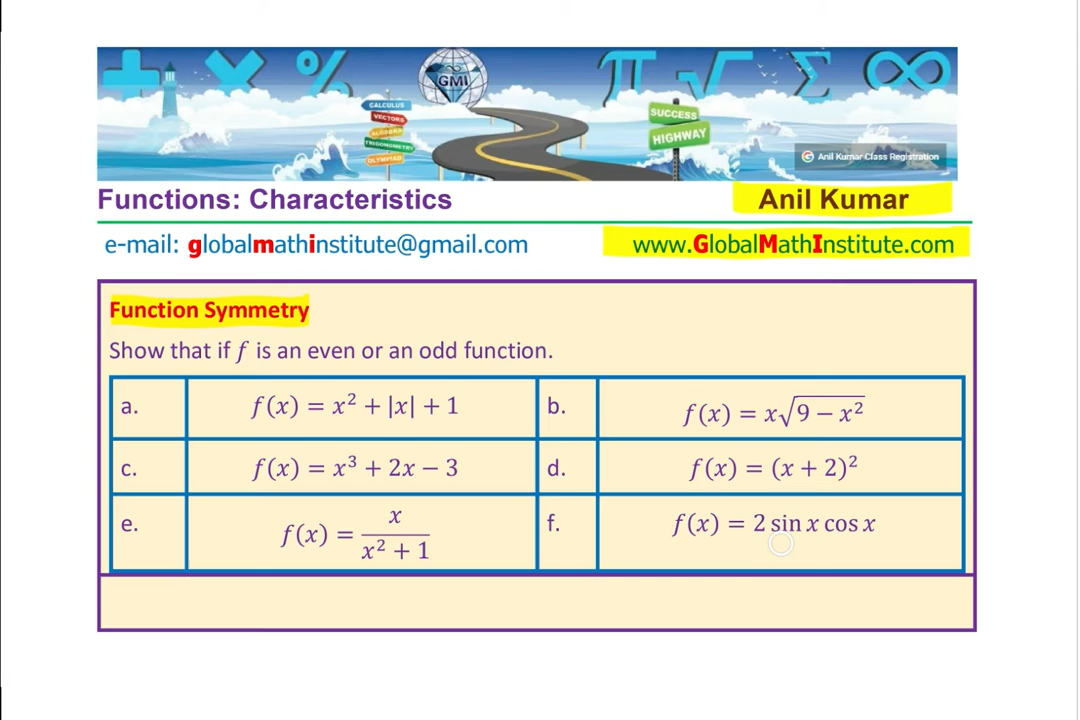 GMI
CALCULUS
VECTORS
ALGEBRA
TRIGONOMETRY
OLYMPIAD
SUCCESS
HIGHWAY
Anil Kumar Class Registration
Functions: Characteristics
Anil Kumar
e-mail: globalmathinstitute@gmail.com
www.GlobalMathInstitute.com
Function Symmetry
Show that if f is an even or an odd function.
a. f(x) = x² + |x| + 1
b. f(x) = x√(9 − x²)
c. f(x) = x³ + 2x − 3
d. f(x) = (x + 2)²
e. f(x) = x/(x² + 1)
f. f(x) = 2 sin x cos x